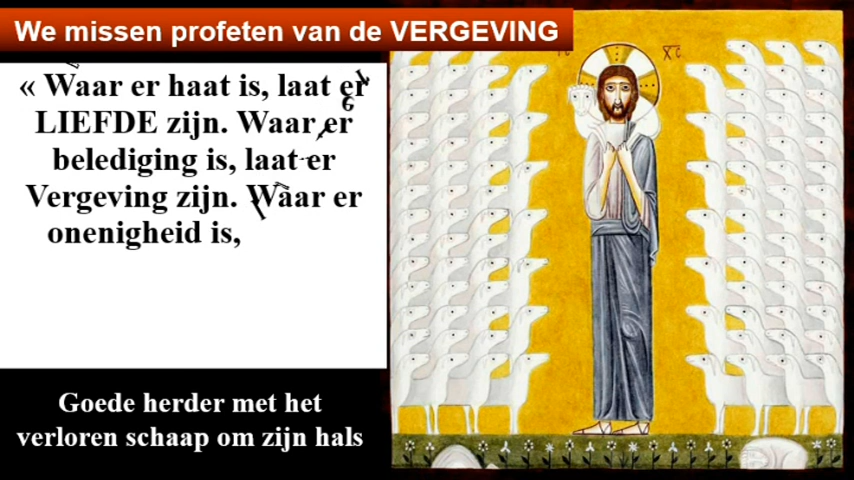 We missen profeten van de VERGEVING
« Waar er haat is, laat er
LIEFDE zijn. Waar er
belediging is, laat er
Vergeving zijn. Waar er
onenigheid is,
Goede herder met het
verloren schaap om zijn hals